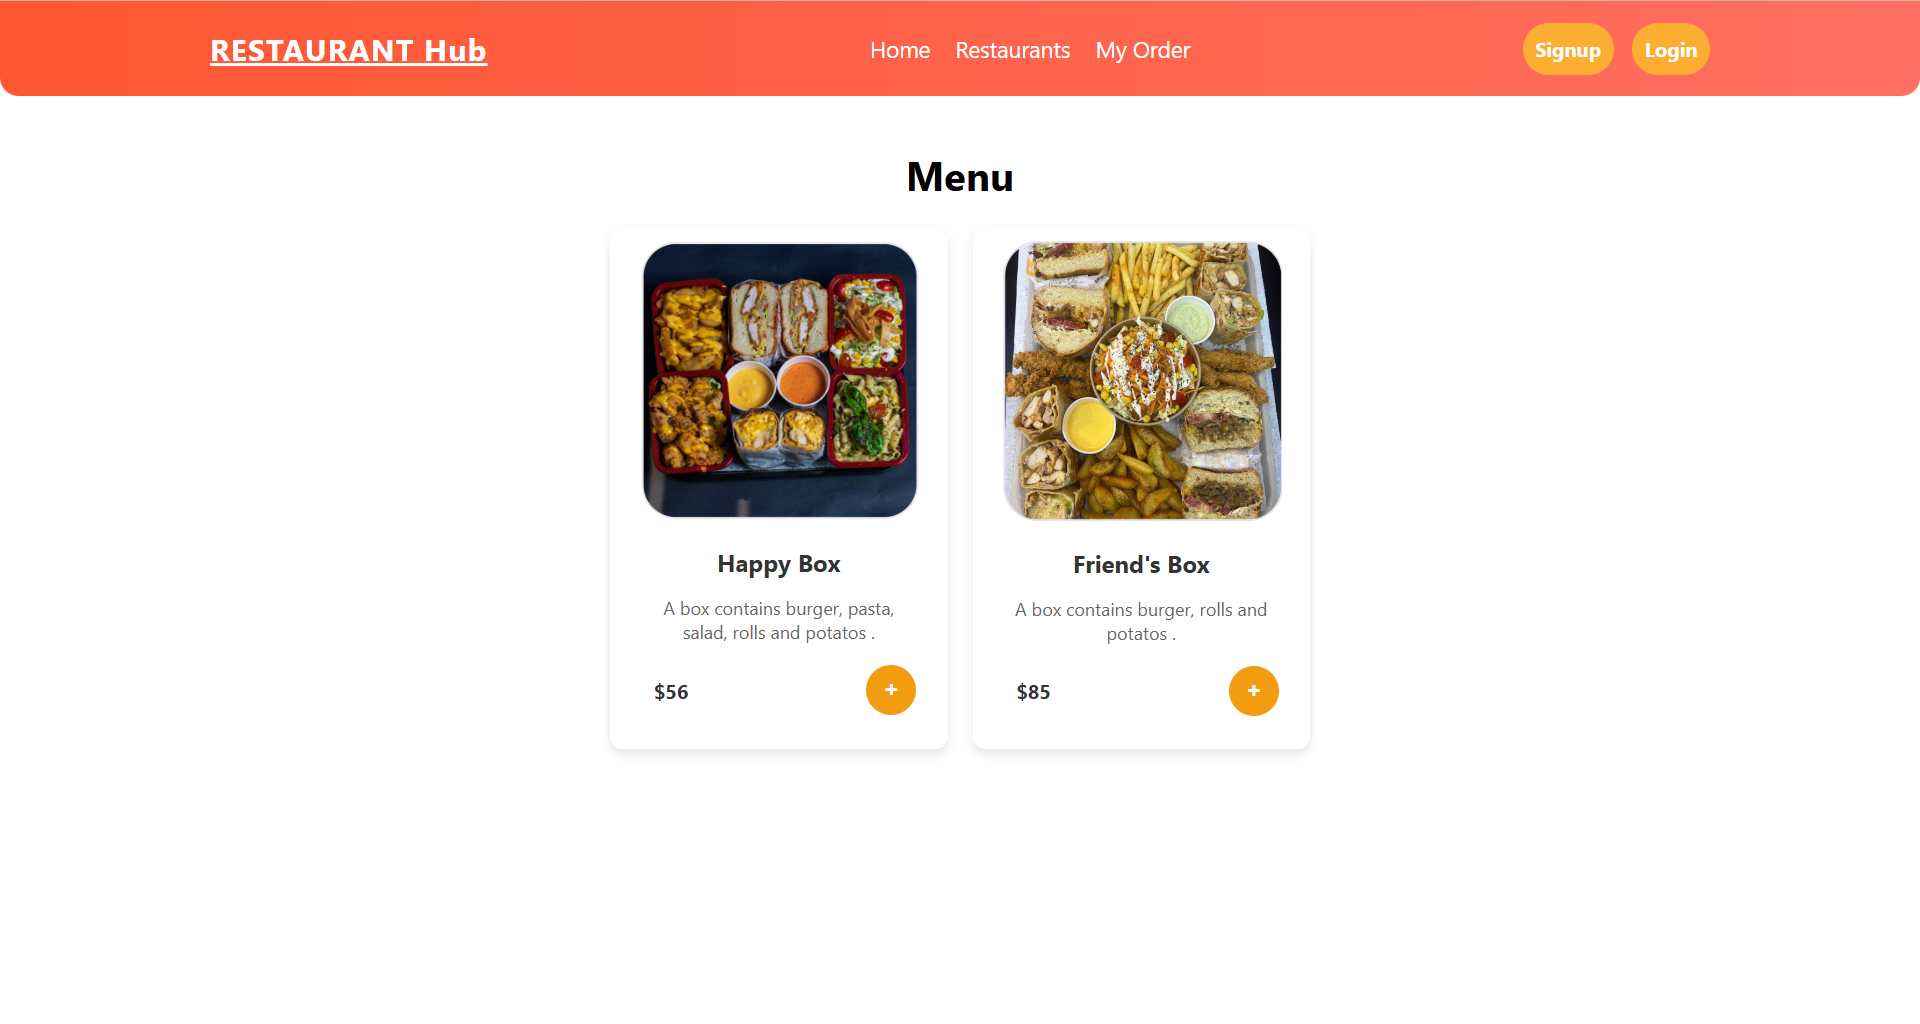 RESTAURANT Hub
Home Restaurants My Order
Signup Login
Menu
Happy Box
A box contains burger, pasta,
salad, rolls and potatos .
$56 +
Friend's Box
A box contains burger, rolls and
potatos .
$85 +